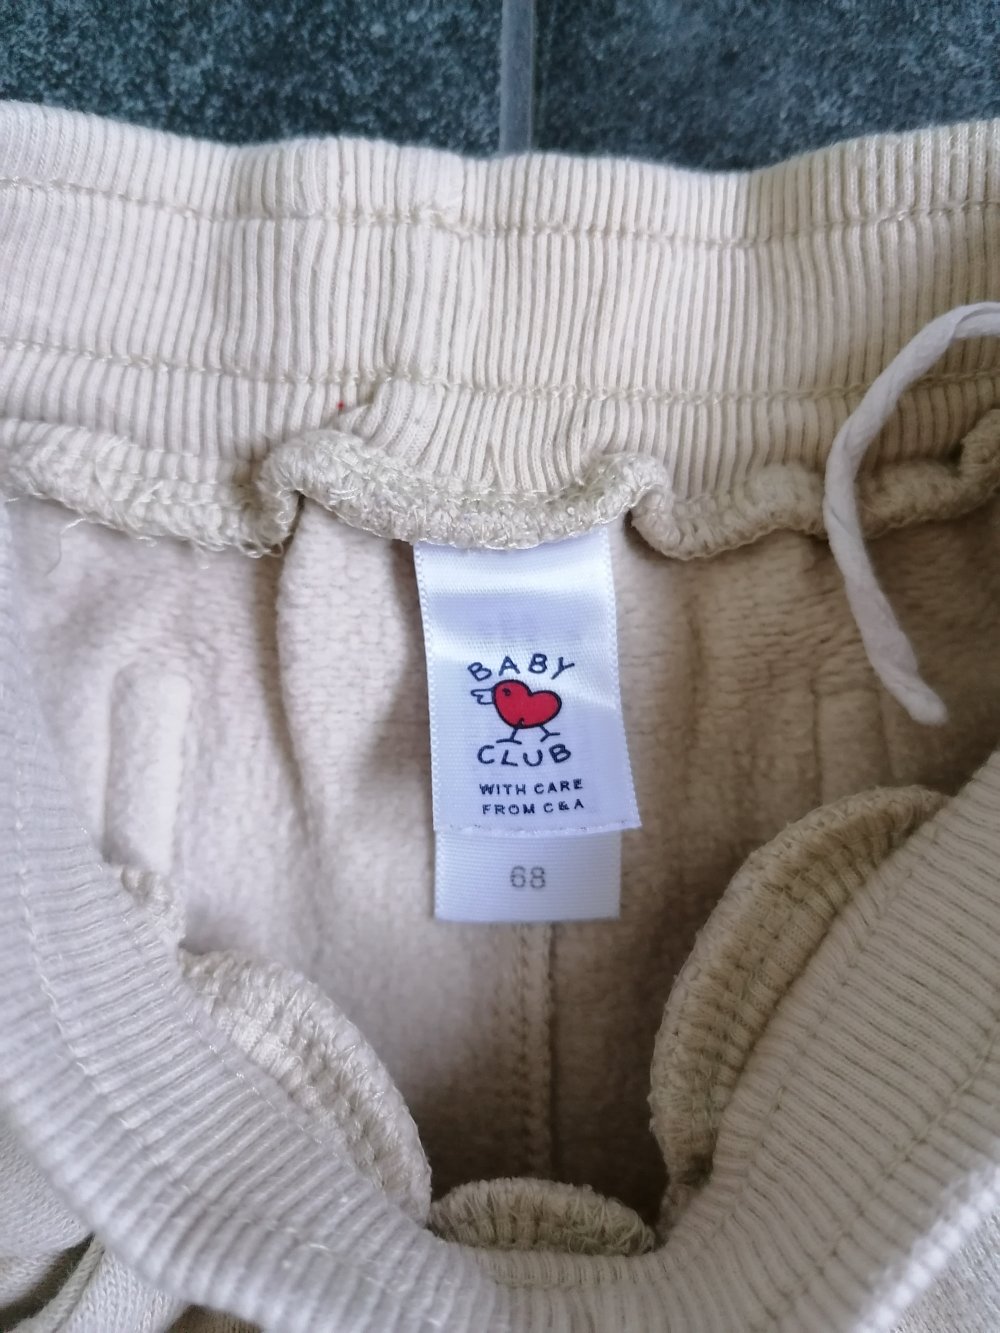 BABY
CLUB
WITH CARE
FROM C&A
68